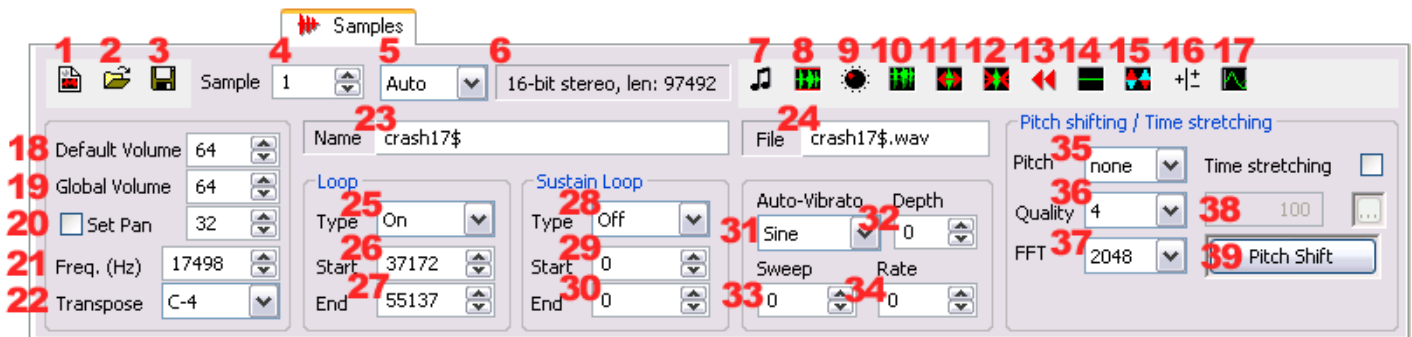 Samples
1 2 3 4 5 6 7 8 9 10 11 12 13 14 15 16 17
Sample 1 Auto 16-bit stereo, len: 97492
23 24
Name crash17$ File crash17$.wav Pitch shifting / Time stretching
18 Default Volume 64
35
Pitch none Time stretching
19 Global Volume 64 Loop Sustain Loop
25 28 Auto-Vibrato 32 Depth 36
20 Set Pan 32 Type On Type Off 31 Sine 0 Quality 4 38 100 ...
26 29 37
21 Freq. (Hz) 17498 Start 37172 Start 0 Sweep Rate FFT 2048 39 Pitch Shift
27 30 33 34
22 Transpose C-4 End 55137 End 0 0 0